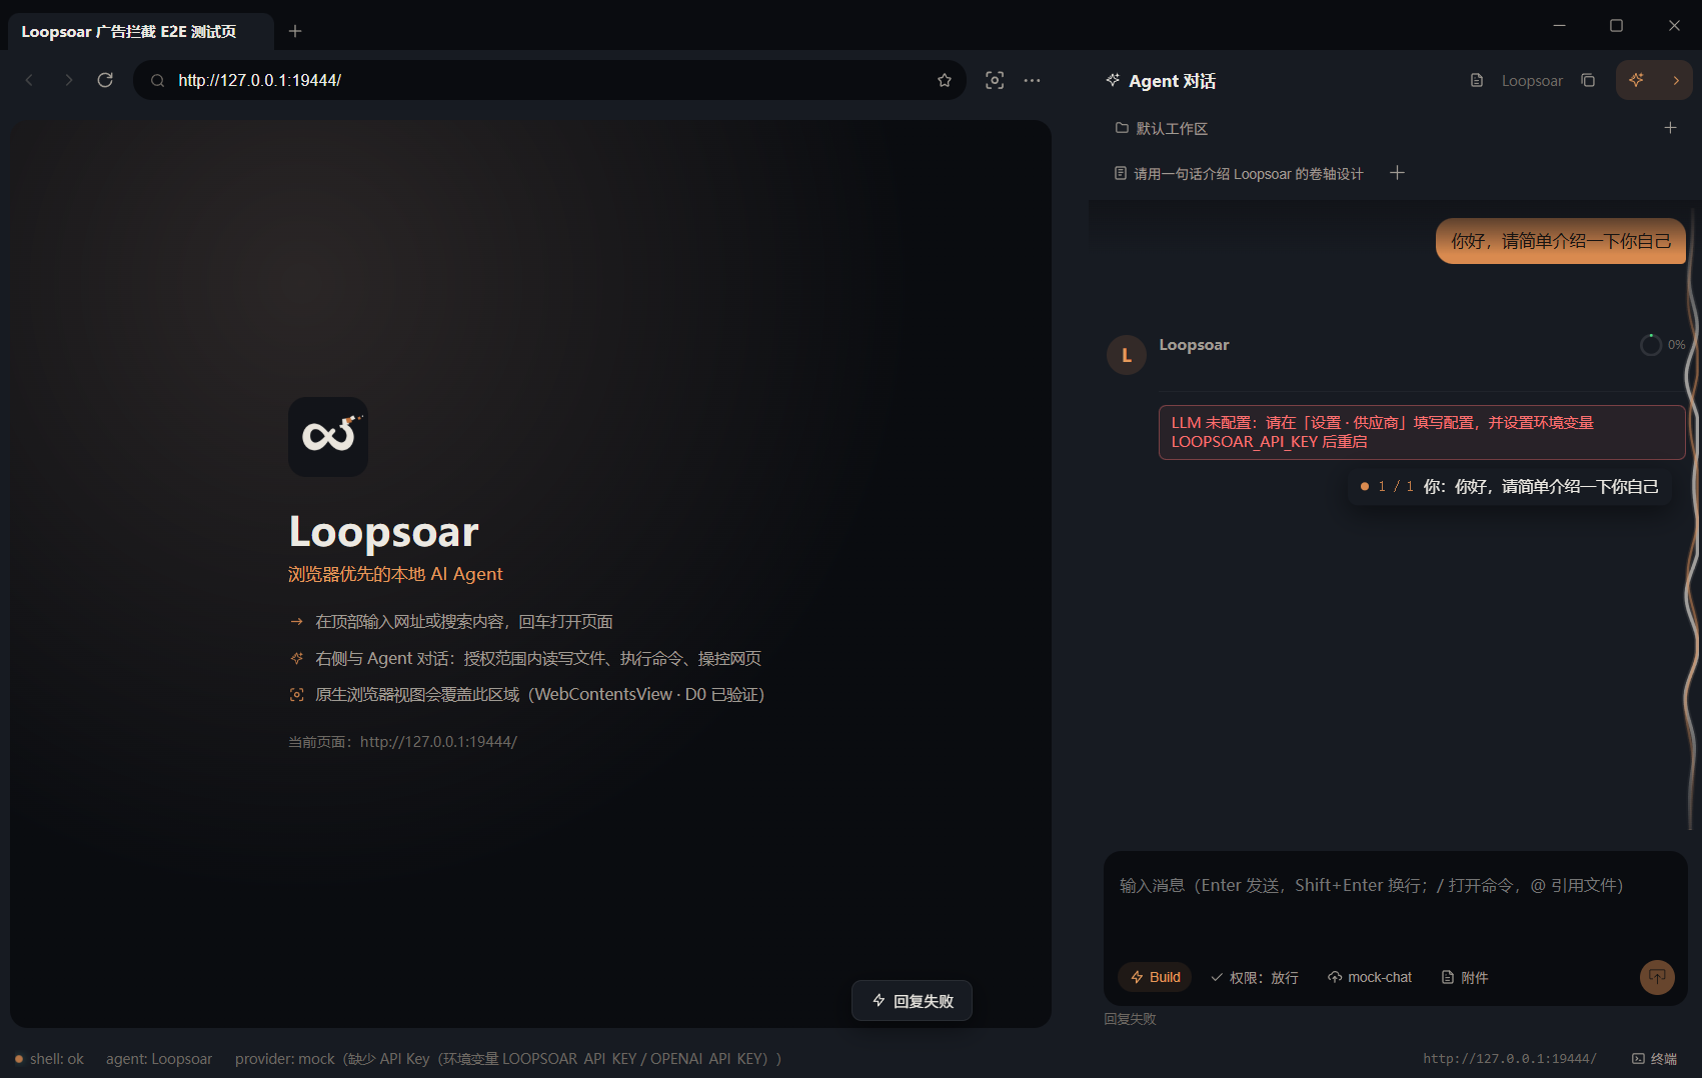 Loopsoar 广告拦截 E2E 测试页
http://127.0.0.1:19444/
Loopsoar
浏览器优先的本地 AI Agent
在顶部输入网址或搜索内容，回车打开页面
右侧与 Agent 对话：授权范围内读写文件、执行命令、操控网页
原生浏览器视图会覆盖此区域（WebContentsView · D0 已验证）
当前页面：http://127.0.0.1:19444/
回复失败
Agent 对话
Loopsoar
默认工作区
请用一句话介绍 Loopsoar 的卷轴设计
你好，请简单介绍一下你自己
L
Loopsoar
0%
LLM 未配置：请在「设置 · 供应商」填写配置，并设置环境变量
LOOPSOAR_API_KEY 后重启
1 / 1 你：你好，请简单介绍一下你自己
输入消息（Enter 发送，Shift+Enter 换行；/ 打开命令，@ 引用文件）
Build
权限：放行
mock-chat
附件
回复失败
shell: ok
agent: Loopsoar
provider: mock（缺少 API Key（环境变量 LOOPSOAR_API_KEY / OPENAI_API_KEY））
http://127.0.0.1:19444/
终端